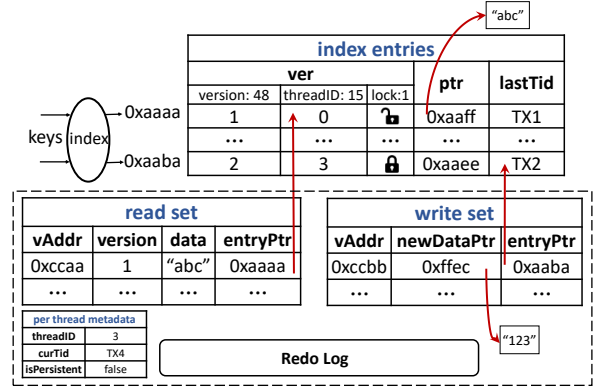 “abc”
index entries
ver ptr lastTid
version: 48 threadID: 15 lock:1
0xaaaa 1 0 0xaaff TX1
keys index ... ... ... ...
0xaaba 2 3 0xaaee TX2
read set
vAddr version data entryPtr
0xccaa 1 “abc” 0xaaaa
... ... ... ...
write set
vAddr newDataPtr entryPtr
0xccbb 0xffec 0xaaba
... ... ...
“123”
per thread metadata
threadID 3
curTid TX4
isPersistent false
Redo Log